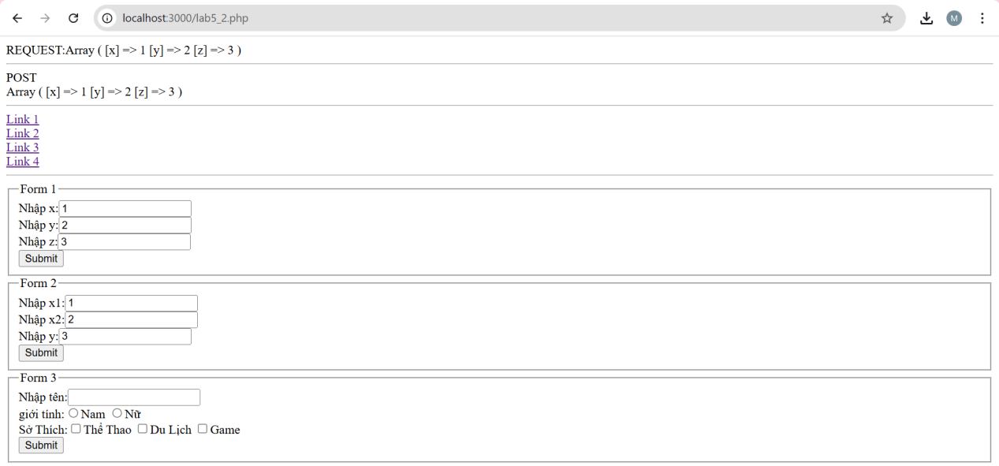 localhost:3000/lab5_2.php
M
REQUEST:Array ( [x] => 1 [y] => 2 [z] => 3 )
POST
Array ( [x] => 1 [y] => 2 [z] => 3 )
Link 1
Link 2
Link 3
Link 4
Form 1
Nhập x: 1
Nhập y: 2
Nhập z: 3
Submit
Form 2
Nhập x1: 1
Nhập x2: 2
Nhập y: 3
Submit
Form 3
Nhập tên:
giới tính: Nam Nữ
Sở Thich: Thể Thao Du Lịch Game
Submit